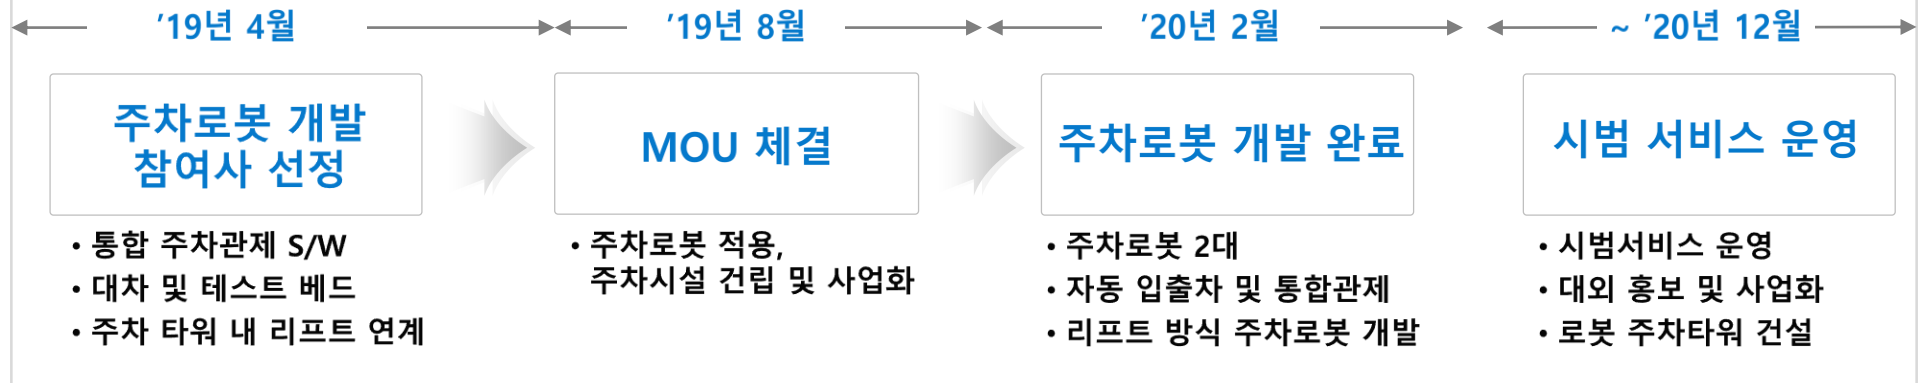 '19년 4월
'19년 8월
'20년 2월
~ '20년 12월
주차로봇 개발
참여사 선정
MOU 체결
주차로봇 개발 완료
시범 서비스 운영
• 통합 주차관제 S/W
• 대차 및 테스트 베드
• 주차 타워 내 리프트 연계
• 주차로봇 적용,
주차시설 건립 및 사업화
• 주차로봇 2대
• 자동 입출차 및 통합관제
• 리프트 방식 주차로봇 개발
• 시범서비스 운영
• 대외 홍보 및 사업화
• 로봇 주차타워 건설